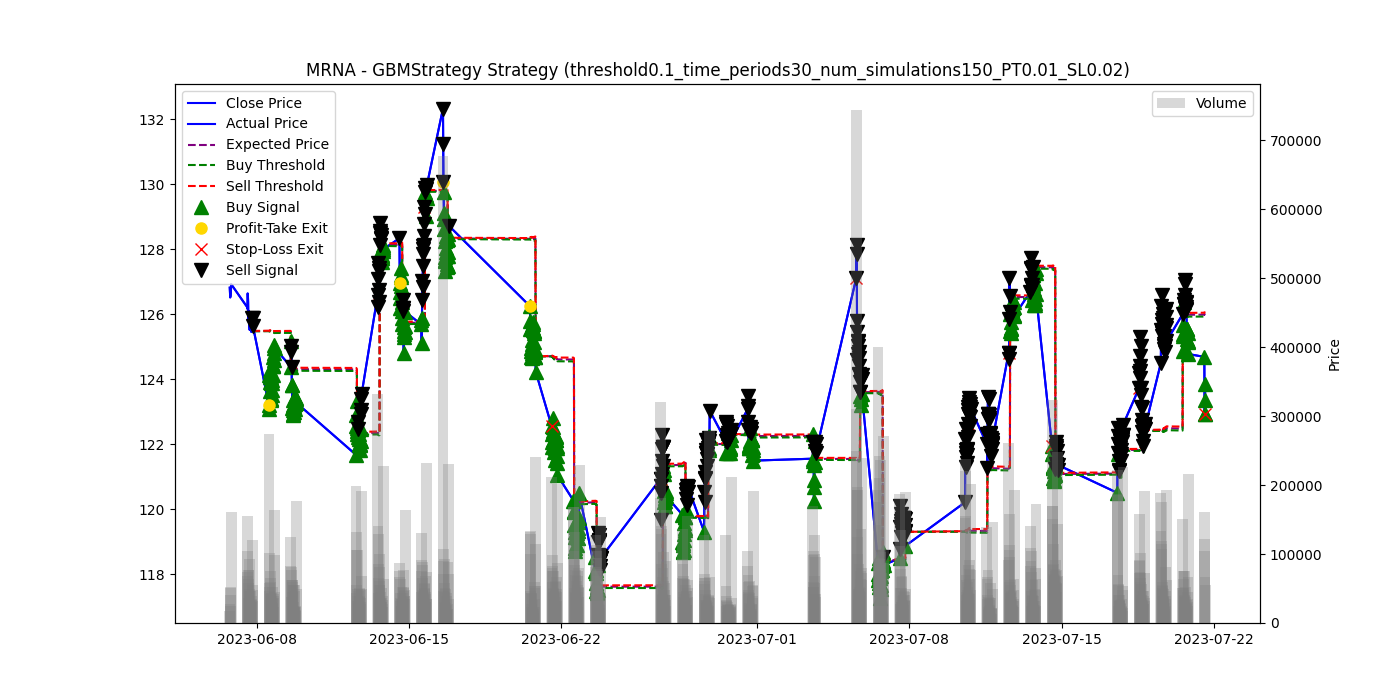 MRNA - GBMStrategy Strategy (threshold0.1_time_periods30_num_simulations150_PT0.01_SL0.02)
Close Price
Actual Price
Expected Price
Buy Threshold
Sell Threshold
Buy Signal
Profit-Take Exit
Stop-Loss Exit
Sell Signal
Volume
132
130
128
126
124
122
120
118
700000
600000
500000
400000
300000
200000
100000
0
Price
2023-06-08
2023-06-15
2023-06-22
2023-07-01
2023-07-08
2023-07-15
2023-07-22